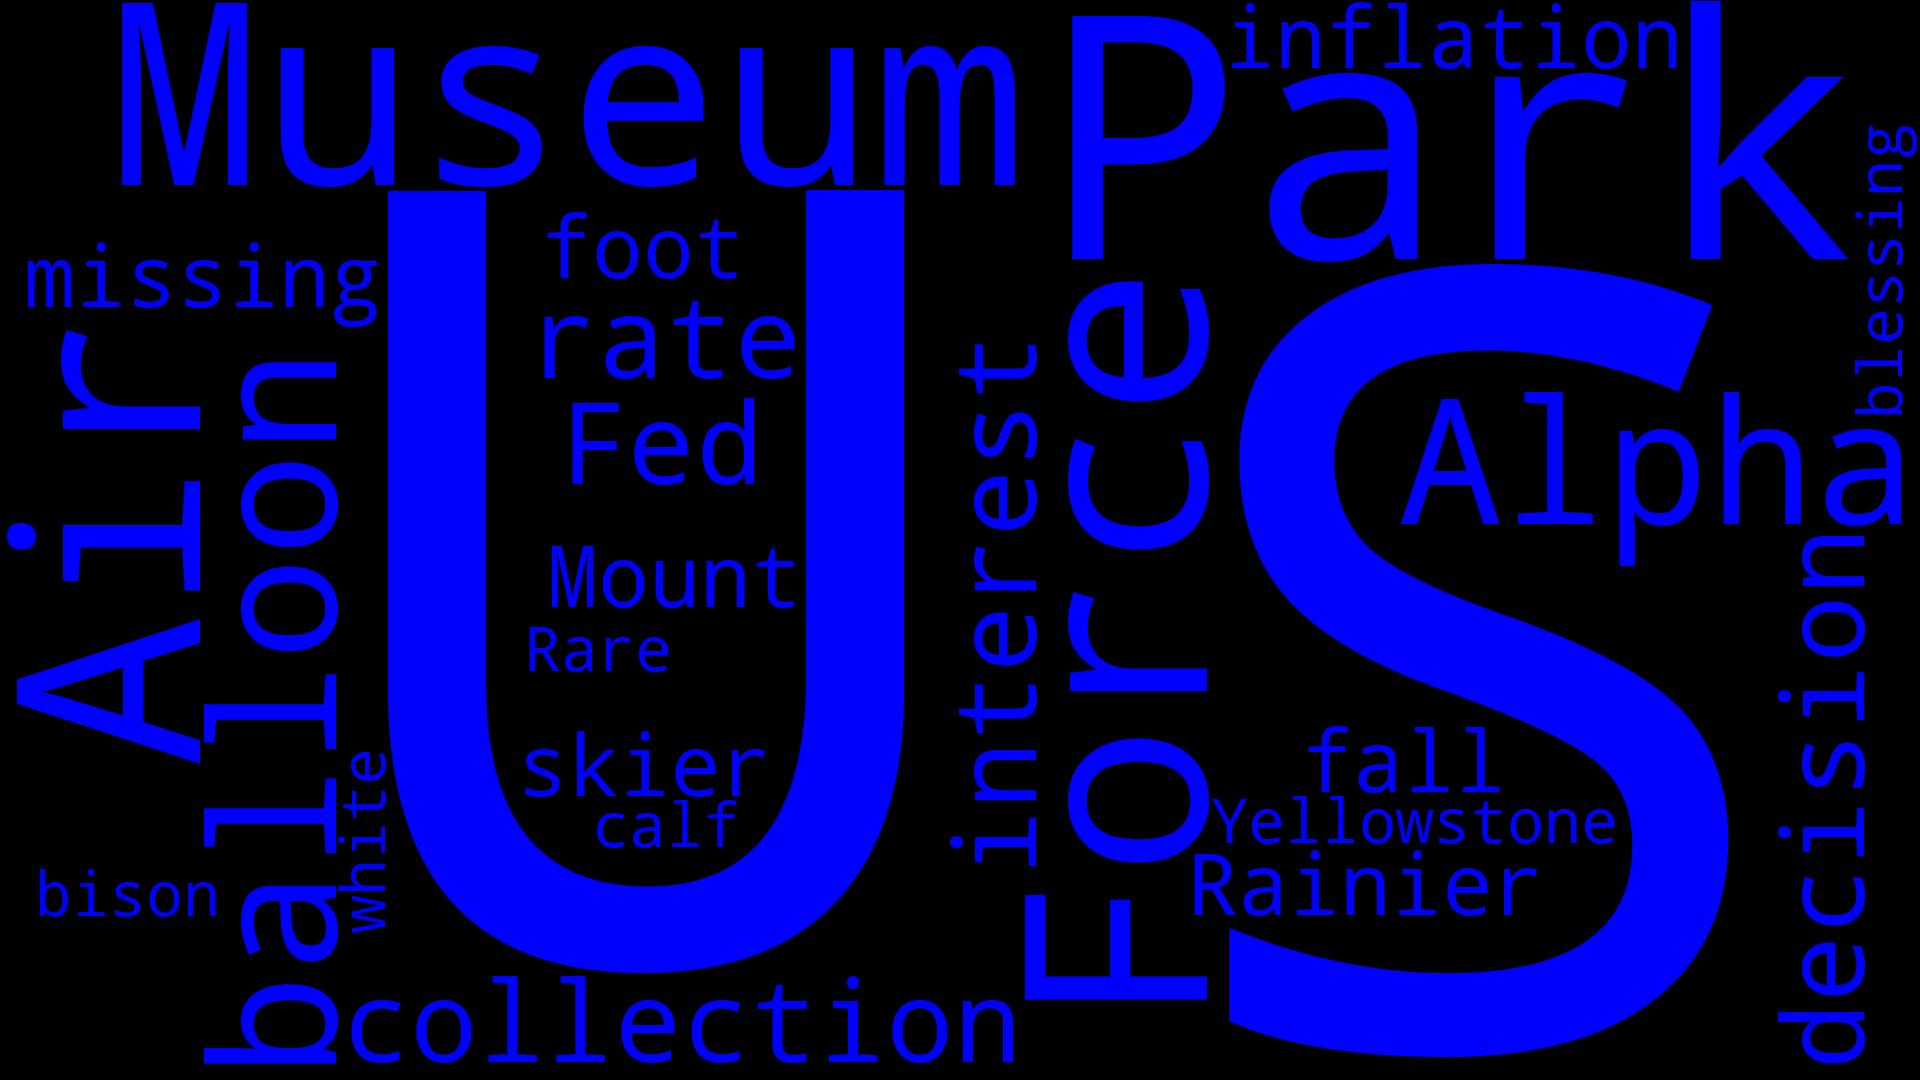 Museum
Park
inflation
blessing
missing
foot
rate
Fed
Air
balloon
US
interest
Force
Alpha
Mount
Rare
skier
calf
white
bison
fall
Yellowstone
Rainier
decision
collection